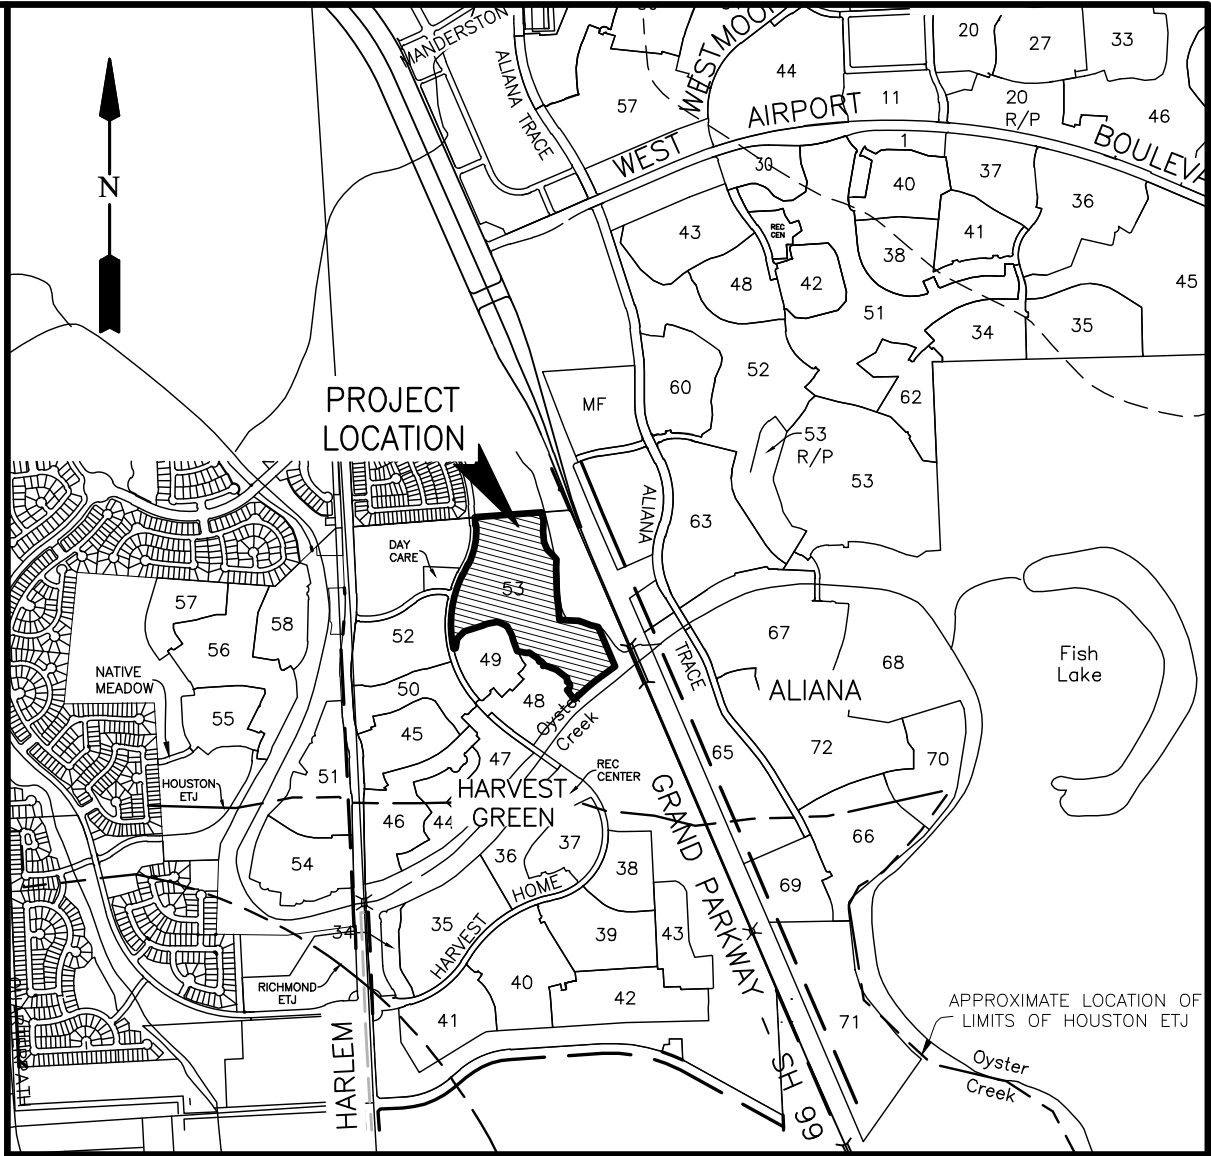 MANDERSTON
ALIANA TRACE
WESTMOOR
57
44
20
27
33
11
20
R/P
46
WEST
AIRPORT
BOULEVA
1
30
40
37
36
REC
CEN
43
41
38
48
42
45
51
34
35
N
PROJECT
LOCATION
MF
60
52
62
53
R/P
53
ALIANA
63
DAY
CARE
53
57
58
56
52
49
NATIVE
MEADOW
55
50
48
Oyster
Creek
TRACE
67
68
ALIANA
Fish
Lake
45
47
REC
CENTER
HOUSTON
ETJ
51
HARVEST
GREEN
46
44
65
72
70
GRAND PARKWAY
54
36
37
38
66
69
HOME
HARVEST
34
35
39
43
RICHMOND
ETJ
40
42
41
71
APPROXIMATE LOCATION OF
LIMITS OF HOUSTON ETJ
HARLEM
SH 99
Oyster
Creek